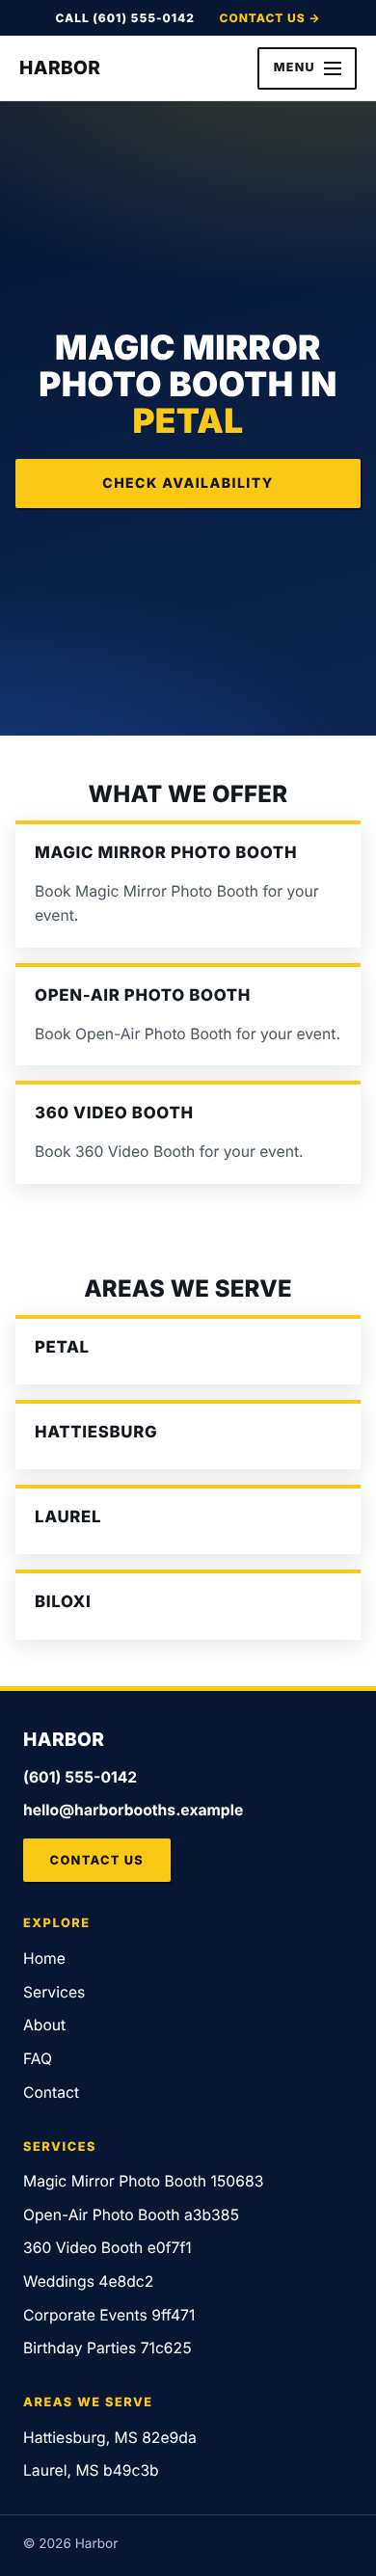 CALL (601) 555-0142 CONTACT US →
HARBOR
MENU
MAGIC MIRROR
PHOTO BOOTH IN
PETAL
CHECK AVAILABILITY
WHAT WE OFFER
MAGIC MIRROR PHOTO BOOTH
Book Magic Mirror Photo Booth for your
event.
OPEN-AIR PHOTO BOOTH
Book Open-Air Photo Booth for your event.
360 VIDEO BOOTH
Book 360 Video Booth for your event.
AREAS WE SERVE
PETAL
HATTIESBURG
LAUREL
BILOXI
HARBOR
(601) 555-0142
hello@harborbooths.example
CONTACT US
EXPLORE
Home
Services
About
FAQ
Contact
SERVICES
Magic Mirror Photo Booth 150683
Open-Air Photo Booth a3b385
360 Video Booth e0f7f1
Weddings 4e8dc2
Corporate Events 9ff471
Birthday Parties 71c625
AREAS WE SERVE
Hattiesburg, MS 82e9da
Laurel, MS b49c3b
© 2026 Harbor